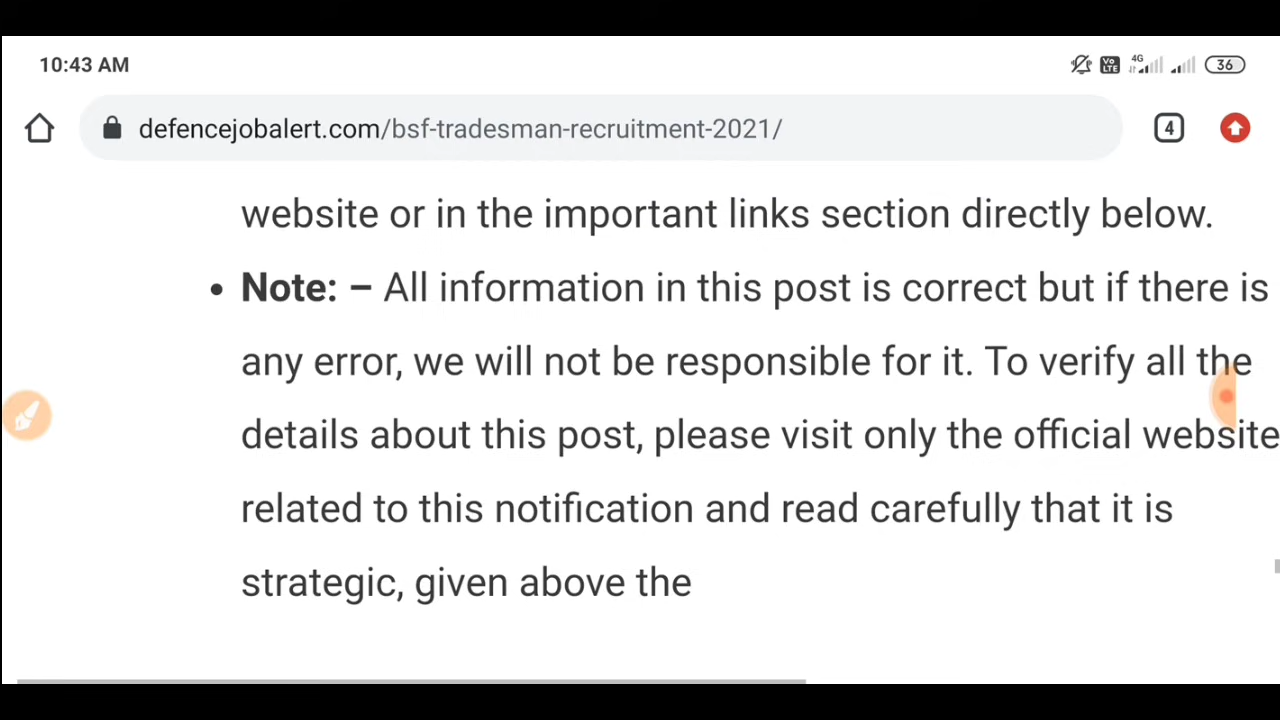 10:43 AM
Vo LTE 4G 36
defencejobalert.com/bsf-tradesman-recruitment-2021/
4
website or in the important links section directly below.
• Note: – All information in this post is correct but if there is
any error, we will not be responsible for it. To verify all the
details about this post, please visit only the official website
related to this notification and read carefully that it is
strategic, given above the